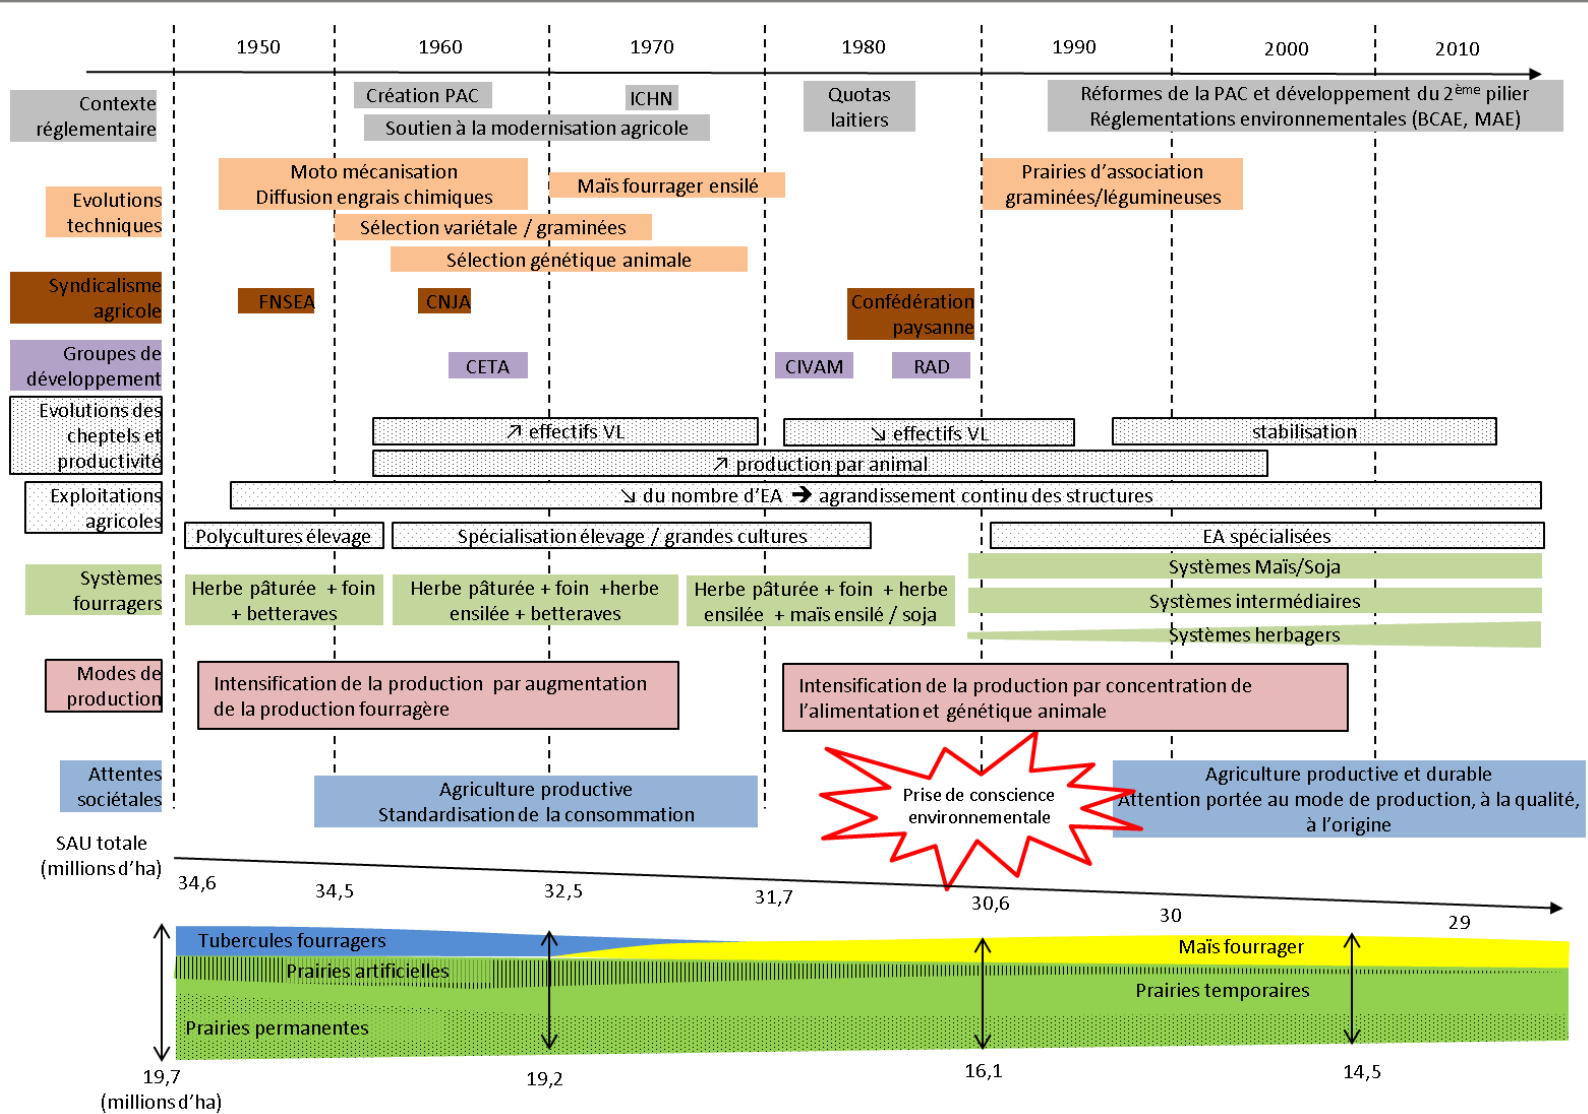 1950 1960 1970 1980 1990 2000 2010
Contexte
réglementaire
Création PAC
ICHN
Soutien à la modernisation agricole
Quotas
laitiers
Réformes de la PAC et développement du 2ème pilier
Réglementations environnementales (BCAE, MAE)
Evolutions
techniques
Moto mécanisation
Diffusion engrais chimiques
Maïs fourrager ensilé
Prairies d'association
graminées/légumineuses
Sélection variétale / graminées
Sélection génétique animale
Syndicalisme
agricole
FNSEA
CNJA
Confédération
paysanne
Groupes de
développement
CETA
CIVAM
RAD
Evolutions des
cheptels et
productivité
↗ effectifs VL
↘ effectifs VL
stabilisation
↗ production par animal
Exploitations
agricoles
↘ du nombre d'EA ➔ agrandissement continu des structures
Polycultures élevage
Spécialisation élevage / grandes cultures
EA spécialisées
Systèmes
fourragers
Herbe pâturée + foin
+ betteraves
Herbe pâturée + foin +herbe
ensilée + betteraves
Herbe pâturée + foin + herbe
ensilée + maïs ensilé / soja
Systèmes Maïs/Soja
Systèmes intermédiaires
Systèmes herbagers
Modes de
production
Intensification de la production par augmentation
de la production fourragère
Intensification de la production par concentration de
l'alimentation et génétique animale
Attentes
sociétales
Agriculture productive
Standardisation de la consommation
Prise de conscience
environnementale
Agriculture productive et durable
Attention portée au mode de production, à la qualité,
à l'origine
SAU totale
(millions d'ha)
34,6 34,5 32,5 31,7 30,6 30 29
Tubercules fourragers
Maïs fourrager
Prairies artificielles
Prairies temporaires
Prairies permanentes
19,7 19,2 16,1 14,5
(millions d'ha)